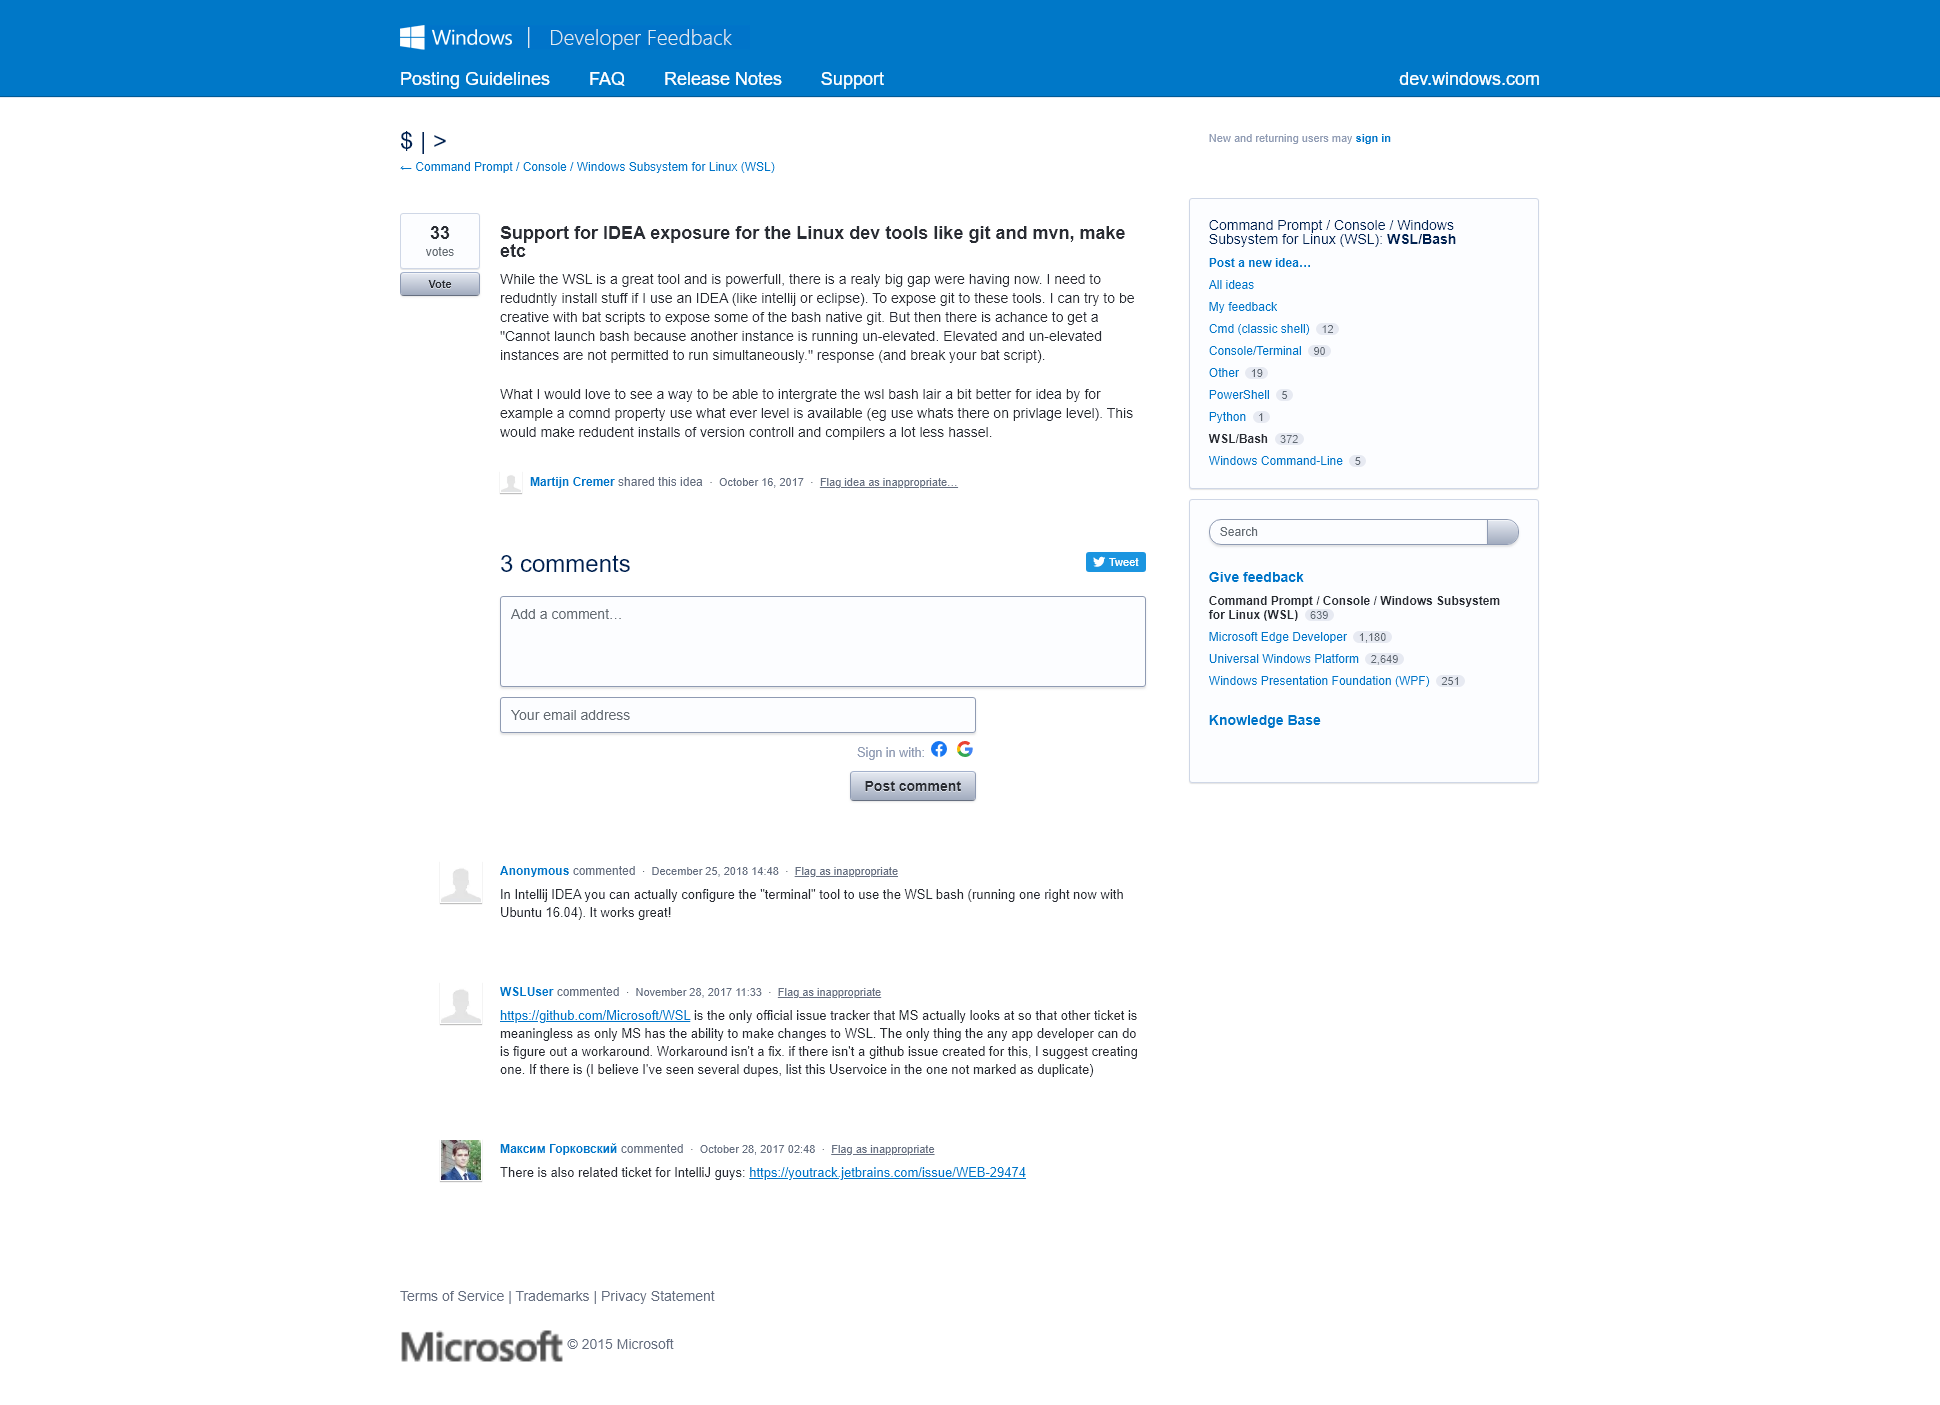 Windows | Developer Feedback
Posting Guidelines FAQ Release Notes Support dev.windows.com
$ | >
New and returning users may sign in
← Command Prompt / Console / Windows Subsystem for Linux (WSL)
33
votes
Vote
Support for IDEA exposure for the Linux dev tools like git and mvn, make
etc
While the WSL is a great tool and is powerfull, there is a realy big gap were having now. I need to
redudntly install stuff if I use an IDEA (like intellij or eclipse). To expose git to these tools. I can try to be
creative with bat scripts to expose some of the bash native git. But then there is achance to get a
"Cannot launch bash because another instance is running un-elevated. Elevated and un-elevated
instances are not permitted to run simultaneously." response (and break your bat script).
What I would love to see a way to be able to intergrate the wsl bash lair a bit better for idea by for
example a comnd property use what ever level is available (eg use whats there on privlage level). This
would make redudent installs of version controll and compilers a lot less hassel.
Martijn Cremer shared this idea · October 16, 2017 · Flag idea as inappropriate…
3 comments
Tweet
Add a comment…
Your email address
Sign in with:
Post comment
Anonymous commented · December 25, 2018 14:48 · Flag as inappropriate
In Intellij IDEA you can actually configure the "terminal" tool to use the WSL bash (running one right now with
Ubuntu 16.04). It works great!
WSLUser commented · November 28, 2017 11:33 · Flag as inappropriate
https://github.com/Microsoft/WSL is the only official issue tracker that MS actually looks at so that other ticket is
meaningless as only MS has the ability to make changes to WSL. The only thing the any app developer can do
is figure out a workaround. Workaround isn't a fix. if there isn't a github issue created for this, I suggest creating
one. If there is (I believe I've seen several dupes, list this Uservoice in the one not marked as duplicate)
Максим Горковский commented · October 28, 2017 02:48 · Flag as inappropriate
There is also related ticket for IntelliJ guys: https://youtrack.jetbrains.com/issue/WEB-29474
Command Prompt / Console / Windows
Subsystem for Linux (WSL): WSL/Bash
Post a new idea…
All ideas
My feedback
Cmd (classic shell) 12
Console/Terminal 90
Other 19
PowerShell 5
Python 1
WSL/Bash 372
Windows Command-Line 5
Search
Give feedback
Command Prompt / Console / Windows Subsystem
for Linux (WSL) 639
Microsoft Edge Developer 1,180
Universal Windows Platform 2,649
Windows Presentation Foundation (WPF) 251
Knowledge Base
Terms of Service | Trademarks | Privacy Statement
Microsoft © 2015 Microsoft